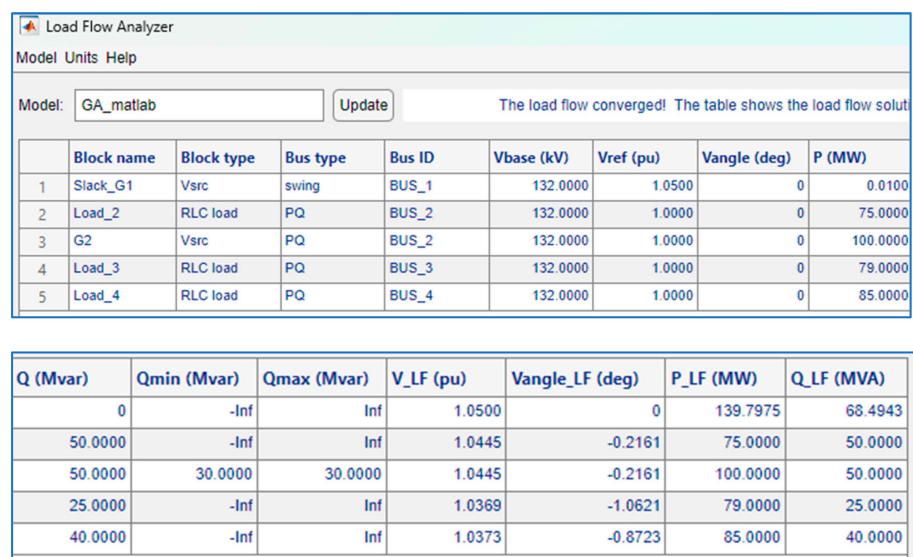 Load Flow Analyzer
Model Units Help
Model: GA_matlab Update The load flow converged! The table shows the load flow soluti
Block name Block type Bus type Bus ID Vbase (kV) Vref (pu) Vangle (deg) P (MW)
1 Slack_G1 Vsrc swing BUS_1 132.0000 1.0500 0 0.0100
2 Load_2 RLC load PQ BUS_2 132.0000 1.0000 0 75.0000
3 G2 Vsrc PQ BUS_2 132.0000 1.0000 0 100.0000
4 Load_3 RLC load PQ BUS_3 132.0000 1.0000 0 79.0000
5 Load_4 RLC load PQ BUS_4 132.0000 1.0000 0 85.0000
Q (Mvar) Qmin (Mvar) Qmax (Mvar) V_LF (pu) Vangle_LF (deg) P_LF (MW) Q_LF (MVA)
0 -Inf Inf 1.0500 0 139.7975 68.4943
50.0000 -Inf Inf 1.0445 -0.2161 75.0000 50.0000
50.0000 30.0000 30.0000 1.0445 -0.2161 100.0000 50.0000
25.0000 -Inf Inf 1.0369 -1.0621 79.0000 25.0000
40.0000 -Inf Inf 1.0373 -0.8723 85.0000 40.0000